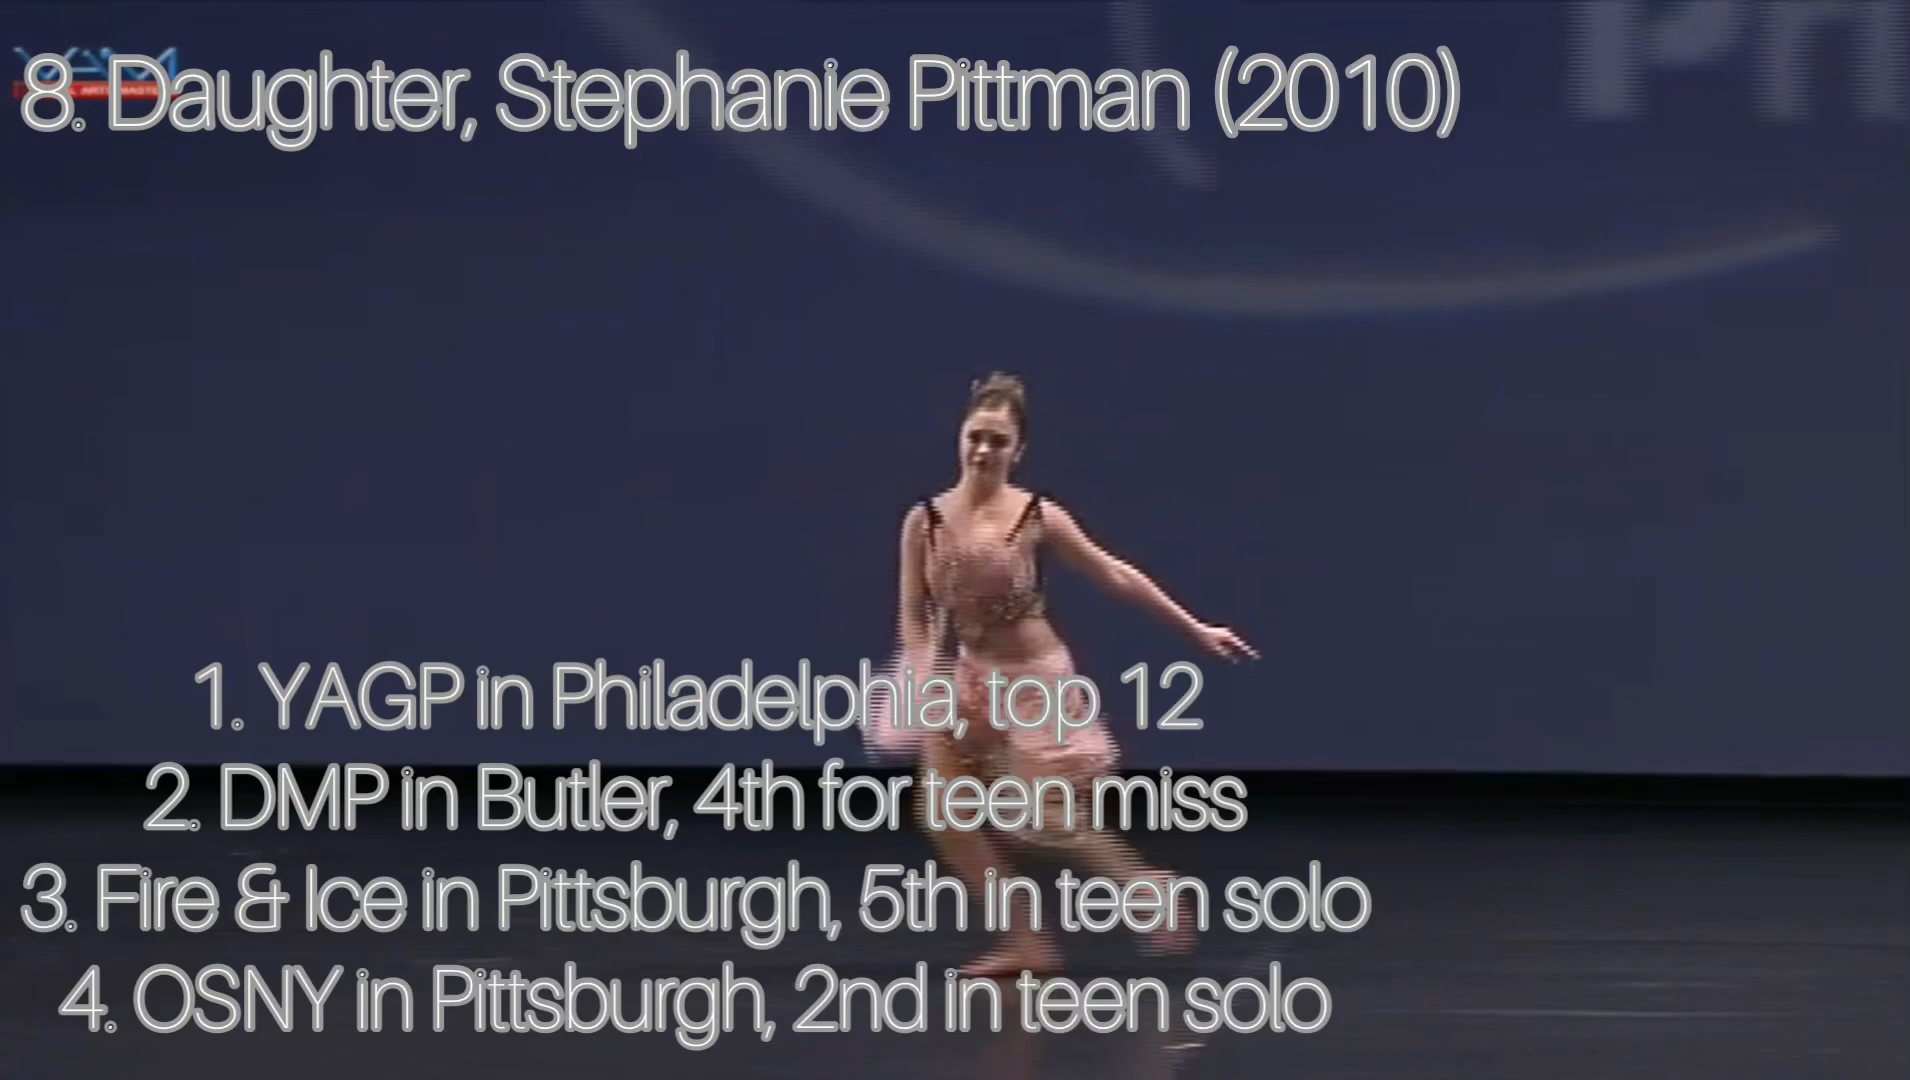 8. Daughter, Stephanie Pittman (2010)
1. YAGP in Philadelphia, top 12
2. DMP in Butler, 4th for teen miss
3. Fire & Ice in Pittsburgh, 5th in teen solo
4. OSNY in Pittsburgh, 2nd in teen solo